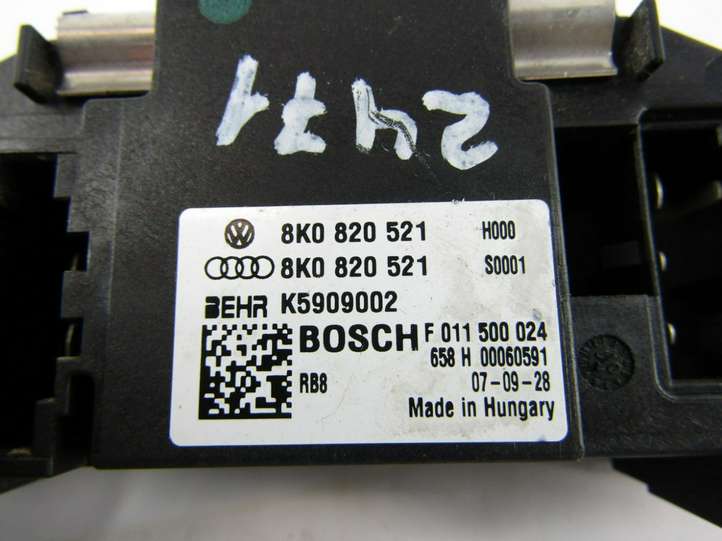 2471
8K0 820 521 H000
8K0 820 521 S0001
BEHR K5909002
BOSCH F 011 500 024
658 H 00060591
RB8 07-09-28
Made in Hungary